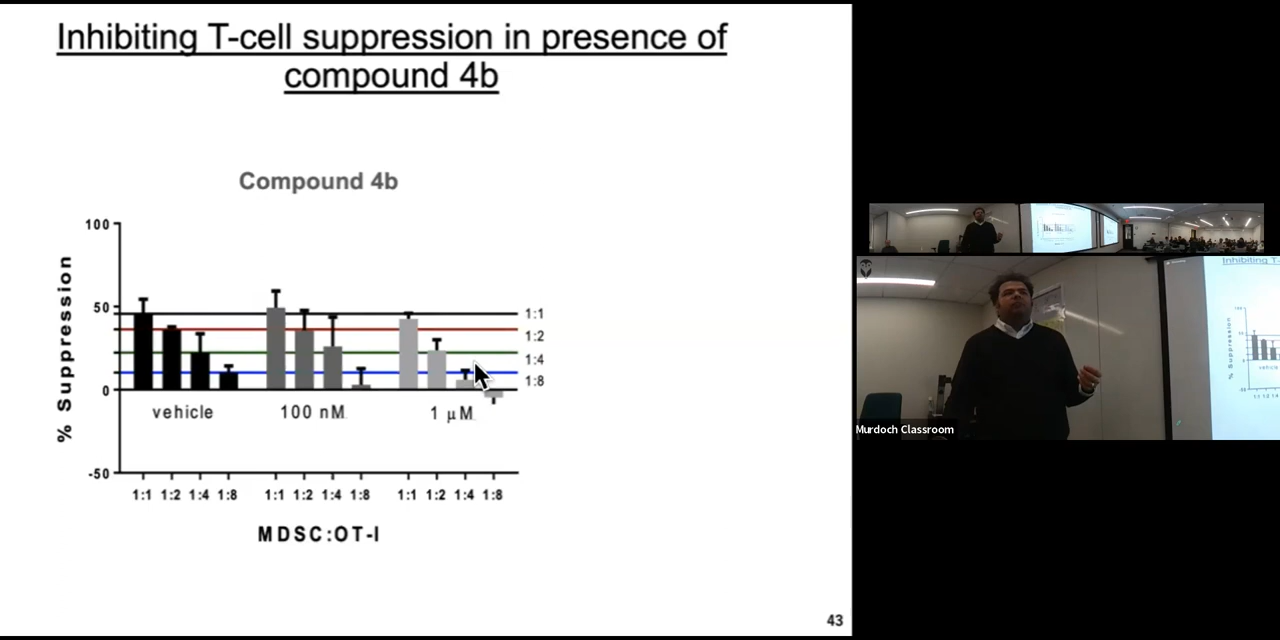 Inhibiting T-cell suppression in presence of
compound 4b
Compound 4b
% Suppression
100
50
0
-50
1:1
1:2
1:4
1:8
vehicle 100 nM 1 μM
1:1 1:2 1:4 1:8 1:1 1:2 1:4 1:8 1:1 1:2 1:4 1:8
MDSC:OT-I
43
Murdoch Classroom
Inhibiting T-
% Suppression
vehicle